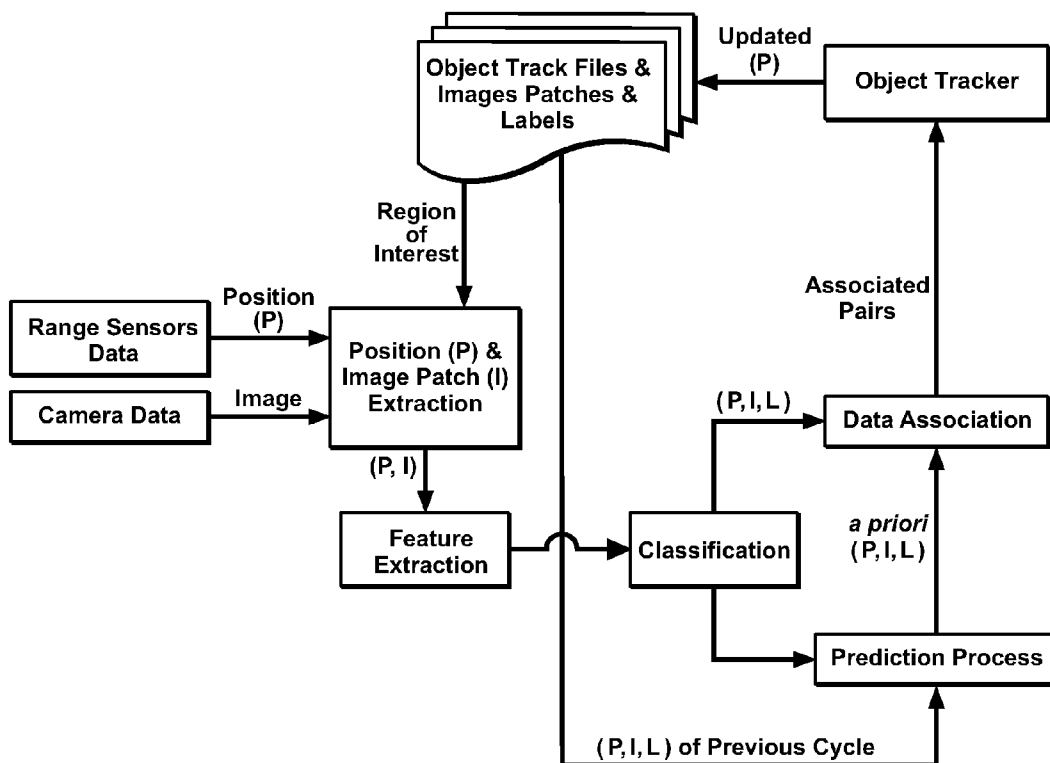 Updated
(P)
Object Track Files &
Images Patches &
Labels
Object Tracker
Region
of
Interest
Associated
Pairs
Position
(P)
Range Sensors
Data
Position (P) &
Image Patch (I)
Extraction
Image
Camera Data
(P, I, L)
Data Association
(P, I)
a priori
(P, I, L)
Feature
Extraction
Classification
Prediction Process
(P, I, L) of Previous Cycle